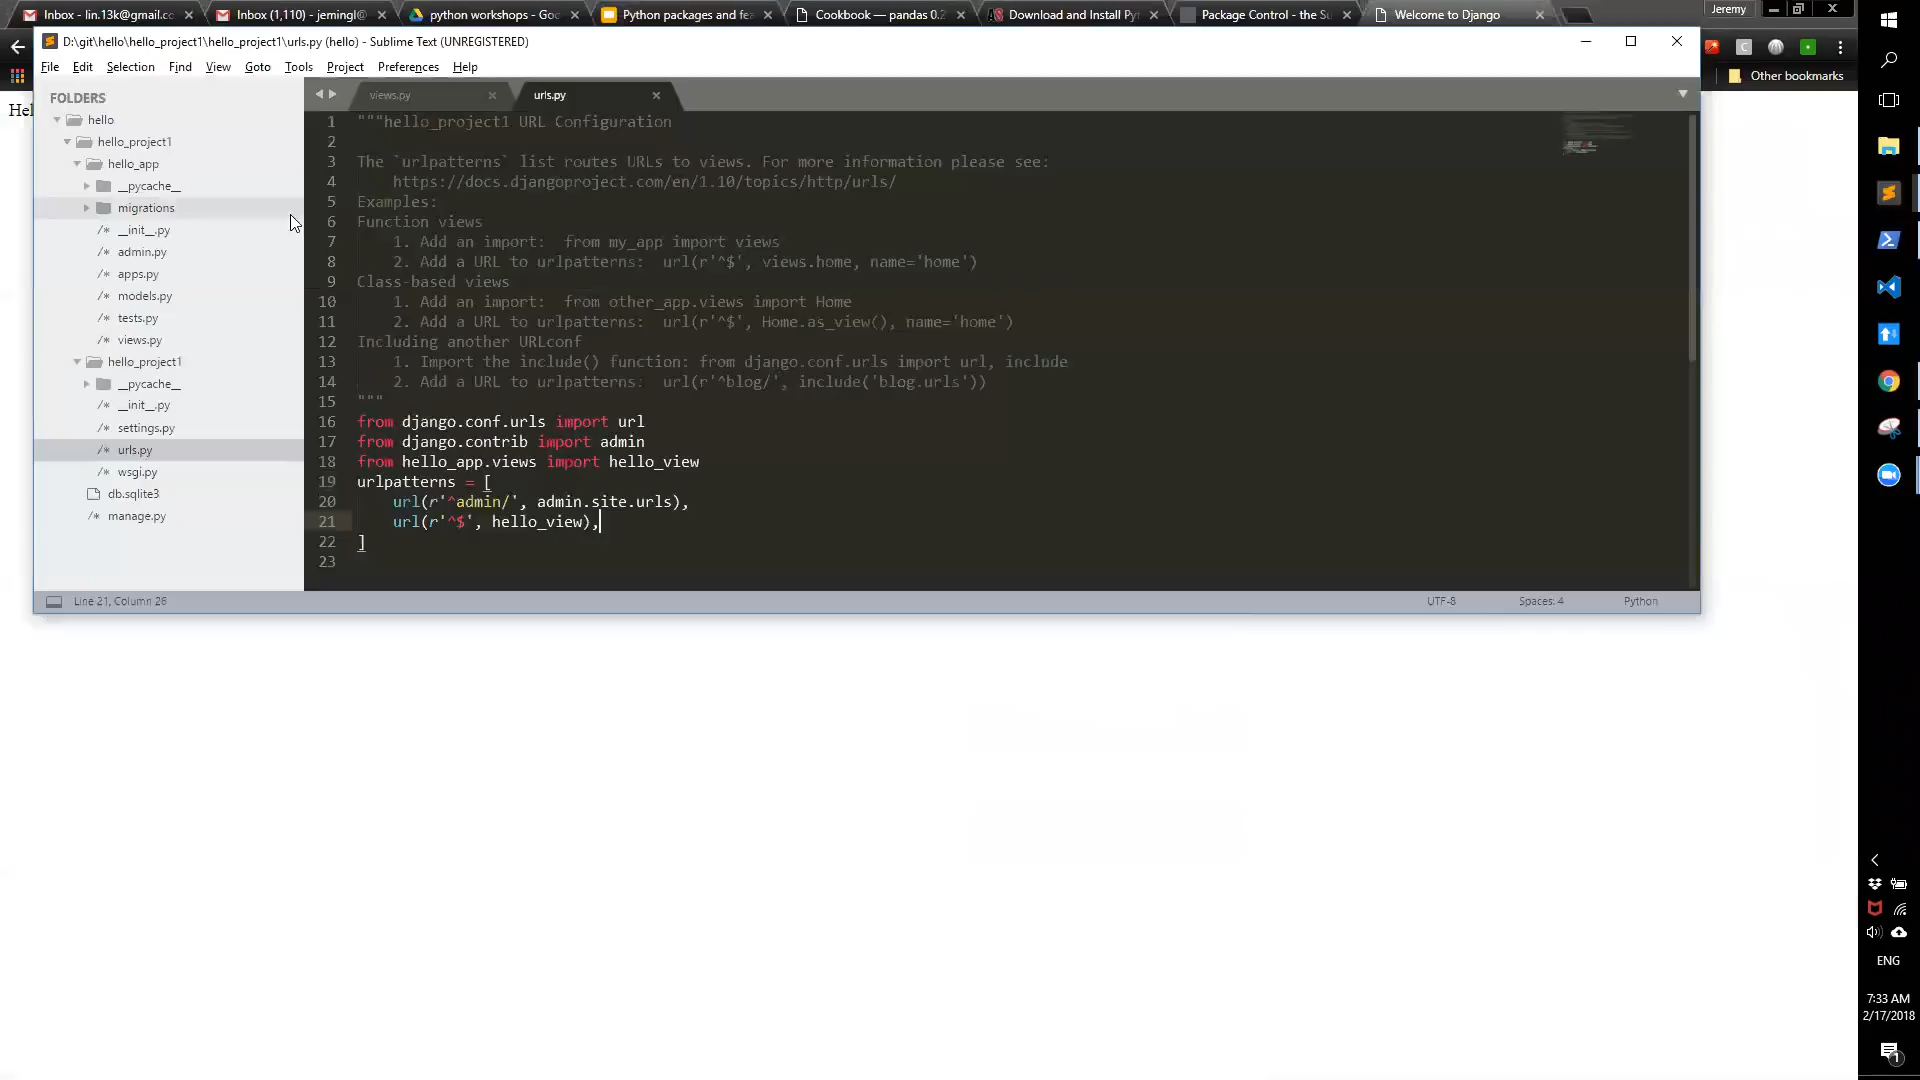 Inbox - lin.13k@gmail.co
Inbox (1,110) - jemingl@
python workshops - Goo
Python packages and fea
Cookbook — pandas 0.2
Download and Install Py
Package Control - the Su
Welcome to Django
Jeremy
D:\git\hello\hello_project1\hello_project1\urls.py (hello) - Sublime Text (UNREGISTERED)
File Edit Selection Find View Goto Tools Project Preferences Help
Other bookmarks
Hel
FOLDERS
hello
hello_project1
hello_app
__pycache__
migrations
__init__.py
admin.py
apps.py
models.py
tests.py
views.py
hello_project1
__pycache__
__init__.py
settings.py
urls.py
wsgi.py
db.sqlite3
manage.py
views.py
urls.py
1 """hello_project1 URL Configuration
2
3 The `urlpatterns` list routes URLs to views. For more information please see:
4 https://docs.djangoproject.com/en/1.10/topics/http/urls/
5 Examples:
6 Function views
7 1. Add an import:  from my_app import views
8 2. Add a URL to urlpatterns:  url(r'^$', views.home, name='home')
9 Class-based views
10 1. Add an import:  from other_app.views import Home
11 2. Add a URL to urlpatterns:  url(r'^$', Home.as_view(), name='home')
12 Including another URLconf
13 1. Import the include() function: from django.conf.urls import url, include
14 2. Add a URL to urlpatterns:  url(r'^blog/', include('blog.urls'))
15 """
16 from django.conf.urls import url
17 from django.contrib import admin
18 from hello_app.views import hello_view
19 urlpatterns = [
20 url(r'^admin/', admin.site.urls),
21 url(r'^$', hello_view),
22 ]
23
Line 21, Column 26
UTF-8
Spaces: 4
Python
ENG
7:33 AM
2/17/2018
1